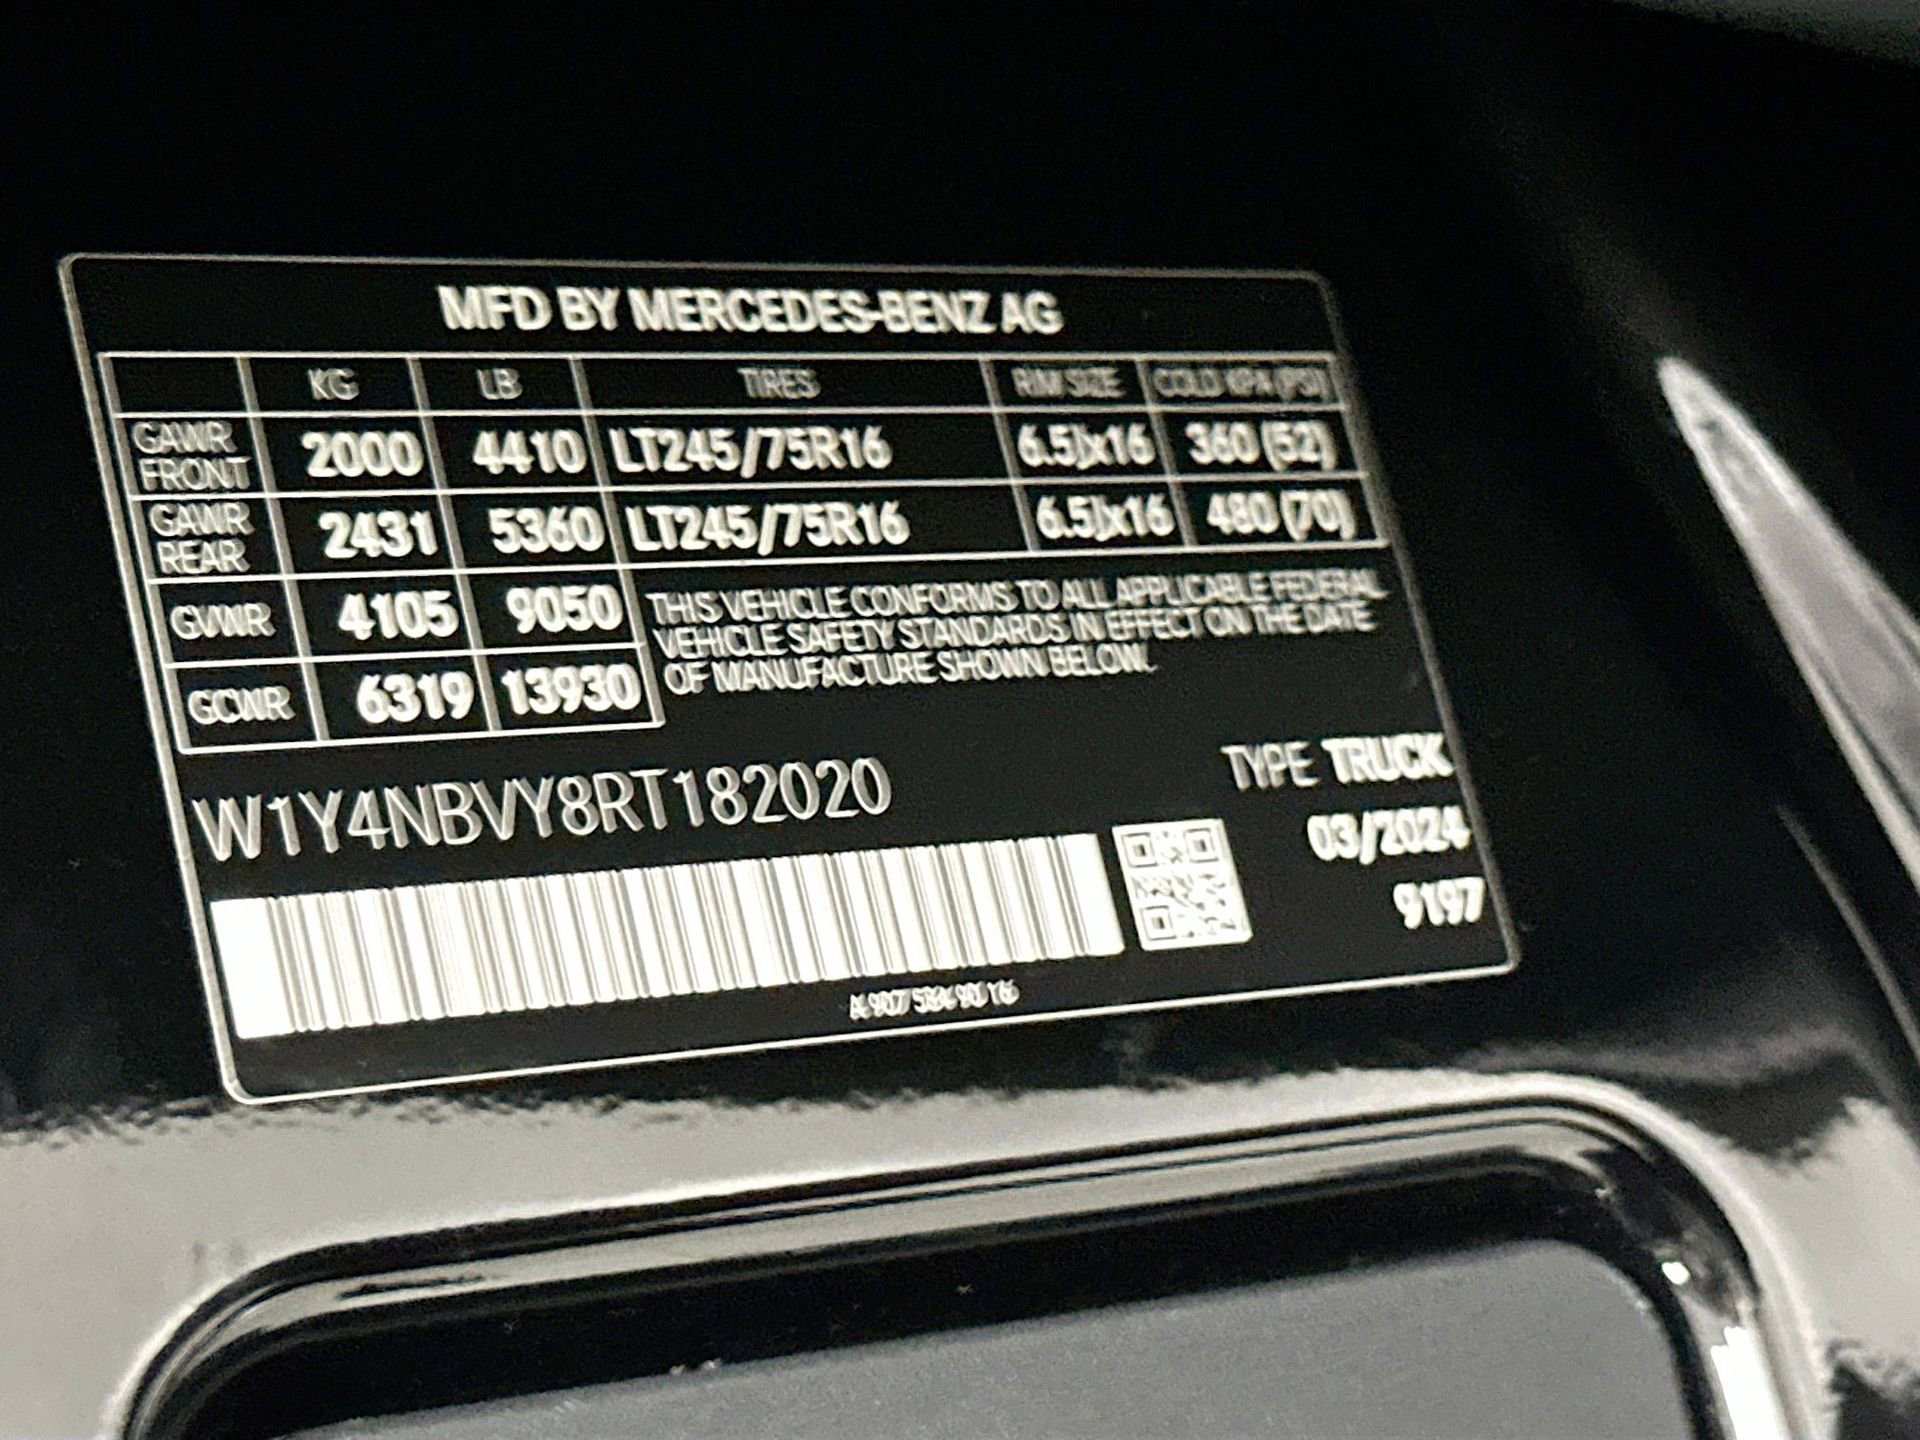 MFD BY MERCEDES-BENZ AG
KG LB TIRES RIM SIZE COLD KPA (PSI)
GAWR FRONT 2000 4410 LT245/75R16 6.5Jx16 360 (52)
GAWR REAR 2431 5360 LT245/75R16 6.5Jx16 480 (70)
GVWR 4105 9050
GCWR 6319 13930
THIS VEHICLE CONFORMS TO ALL APPLICABLE FEDERAL
VEHICLE SAFETY STANDARDS IN EFFECT ON THE DATE
OF MANUFACTURE SHOWN BELOW.
W1Y4NBVY8RT182020
TYPE TRUCK
03/2024
9197
A 907 584